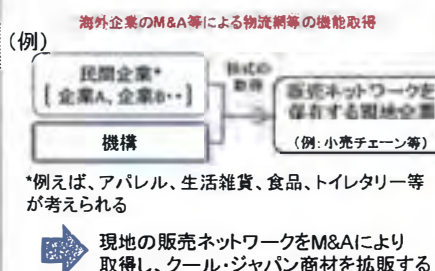 海外企業のM&A等による物流網等の機能取得
(例)
民間企業*
[ 企業A、企業B・・]
株式の
取得
販売ネットワークを
保有する現地企業
(例:小売チェーン等)
機構
*例えば、アパレル、生活雑貨、食品、トイレタリー等
が考えられる
現地の販売ネットワークをM&Aにより
取得し、クール・ジャパン商材を拡販する